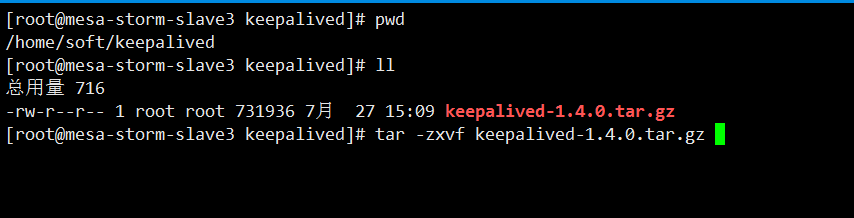 [root@mesa-storm-slave3 keepalived]# pwd
/home/soft/keepalived
[root@mesa-storm-slave3 keepalived]# ll
总用量 716
-rw-r--r-- 1 root root 731936 7月  27 15:09 keepalived-1.4.0.tar.gz
[root@mesa-storm-slave3 keepalived]# tar -zxvf keepalived-1.4.0.tar.gz